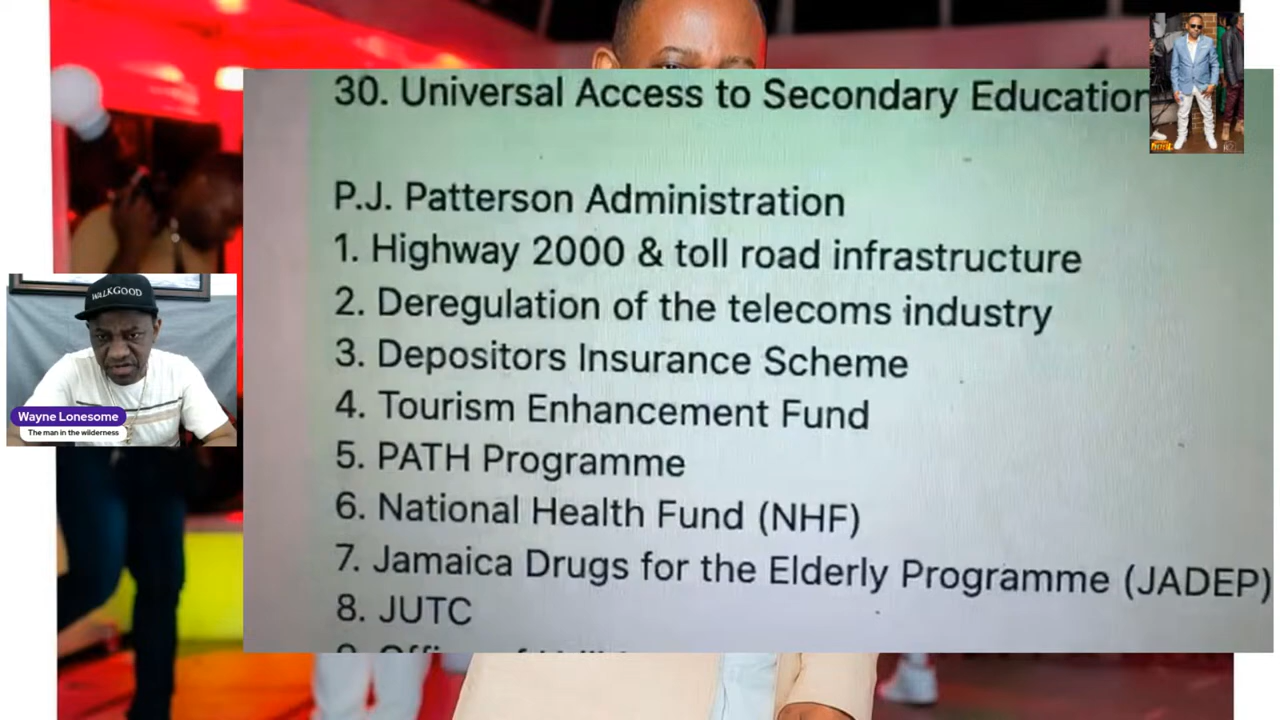 30. Universal Access to Secondary Education
P.J. Patterson Administration
1. Highway 2000 & toll road infrastructure
2. Deregulation of the telecoms industry
3. Depositors Insurance Scheme
4. Tourism Enhancement Fund
5. PATH Programme
6. National Health Fund (NHF)
7. Jamaica Drugs for the Elderly Programme (JADEP)
8. JUTC
WALKGOOD
Wayne Lonesome
The man in the wilderness